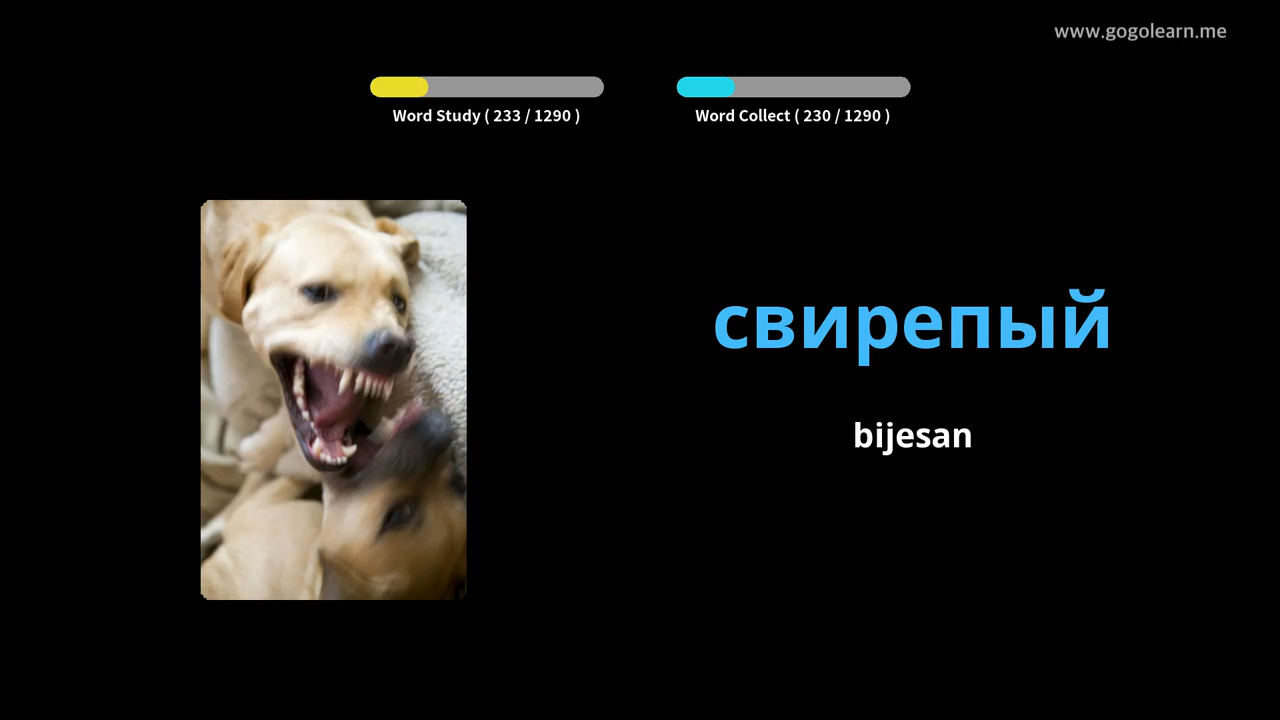 www.gogolearn.me
Word Study ( 233 / 1290 )
Word Collect ( 230 / 1290 )
свирепый
bijesan